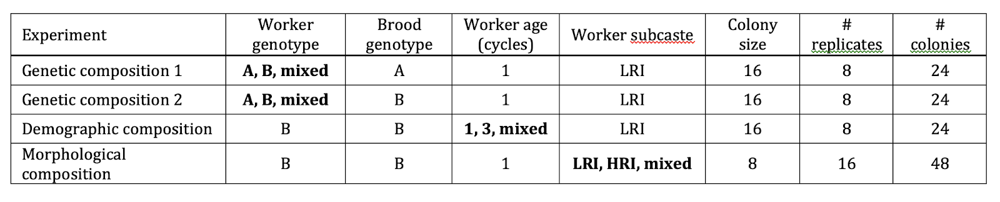 Experiment Worker genotype Brood genotype Worker age (cycles) Worker subcaste Colony size # replicates # colonies
Genetic composition 1 A, B, mixed A 1 LRI 16 8 24
Genetic composition 2 A, B, mixed B 1 LRI 16 8 24
Demographic composition B B 1, 3, mixed LRI 16 8 24
Morphological composition B B 1 LRI, HRI, mixed 8 16 48